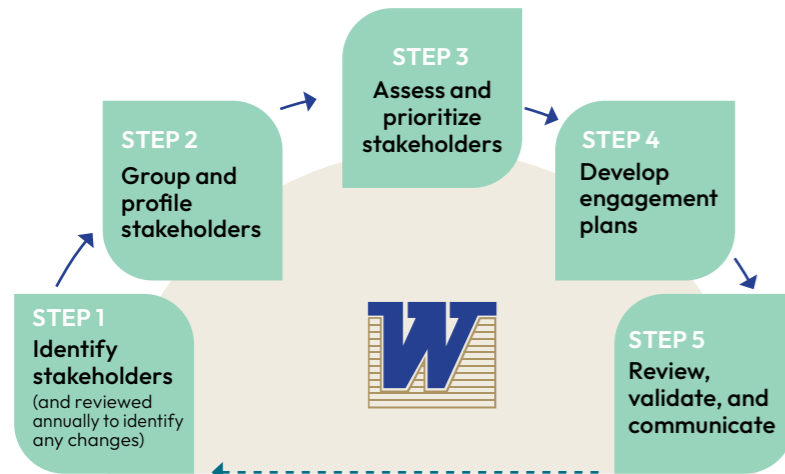 STEP 1
Identify
stakeholders
(and reviewed
annually to identify
any changes)
STEP 2
Group and
profile
stakeholders
STEP 3
Assess and
prioritize
stakeholders
STEP 4
Develop
engagement
plans
STEP 5
Review,
validate, and
communicate
W